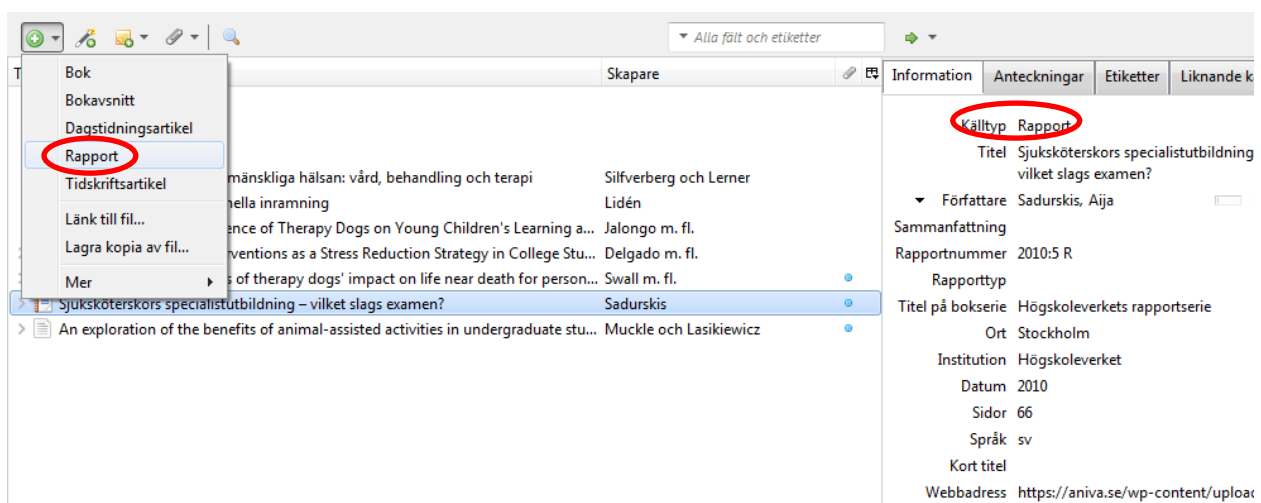 Alla fält och etiketter
T
Skapare
Bok
Bokavsnitt
Dagstidningsartikel
Rapport
Tidskriftsartikel
Länk till fil...
Lagra kopia av fil...
Mer
mänskliga hälsan: vård, behandling och terapi Silfverberg och Lerner
nella inramning Lidén
ence of Therapy Dogs on Young Children's Learning a... Jalongo m. fl.
rventions as a Stress Reduction Strategy in College Stu... Delgado m. fl.
s of therapy dogs' impact on life near death for person... Swall m. fl.
Sjuksköterskors specialistutbildning – vilket slags examen? Sadurskis
An exploration of the benefits of animal-assisted activities in undergraduate stu... Muckle och Lasikiewicz
Information Anteckningar Etiketter Liknande k
Källtyp Rapport
Titel Sjuksköterskors specialistutbildning
vilket slags examen?
Författare Sadurskis, Aija
Sammanfattning
Rapportnummer 2010:5 R
Rapporttyp
Titel på bokserie Högskoleverkets rapportserie
Ort Stockholm
Institution Högskoleverket
Datum 2010
Sidor 66
Språk sv
Kort titel
Webbadress https://aniva.se/wp-content/uploa